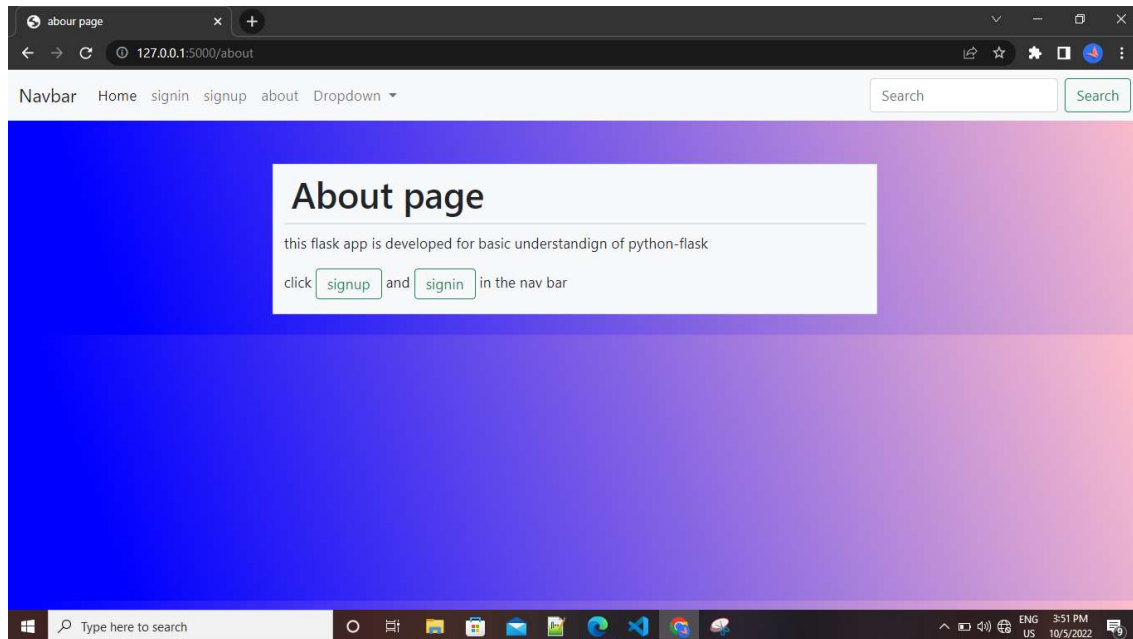 abour page
127.0.0.1:5000/about
Navbar Home signin signup about Dropdown Search Search
About page
this flask app is developed for basic understandign of python-flask
click signup and signin in the nav bar
Type here to search
ENG 3:51 PM
US 10/5/2022